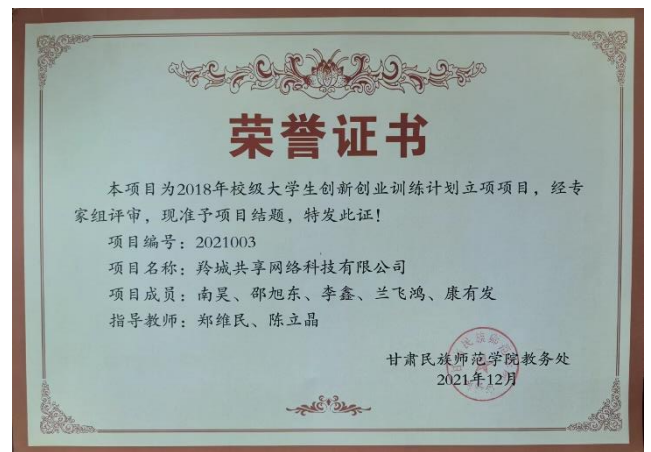 荣誉证书
本项目为2018年校级大学生创新创业训练计划立项项目，经专
家组评审，现准予项目结题，特发此证！
项目编号：2021003
项目名称：羚城共享网络科技有限公司
项目成员：南昊、邵旭东、李鑫、兰飞鸿、康有发
指导教师：郑维民、陈立晶
甘肃民族师范学院教务处
2021年12月